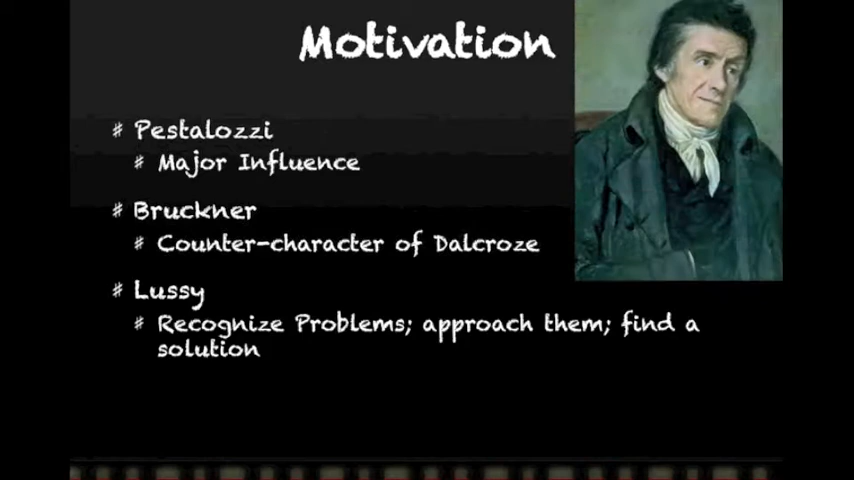 Motivation
# Pestalozzi
# Major Influence
# Bruckner
# Counter-character of Dalcroze
# Lussy
# Recognize Problems; approach them; find a
solution